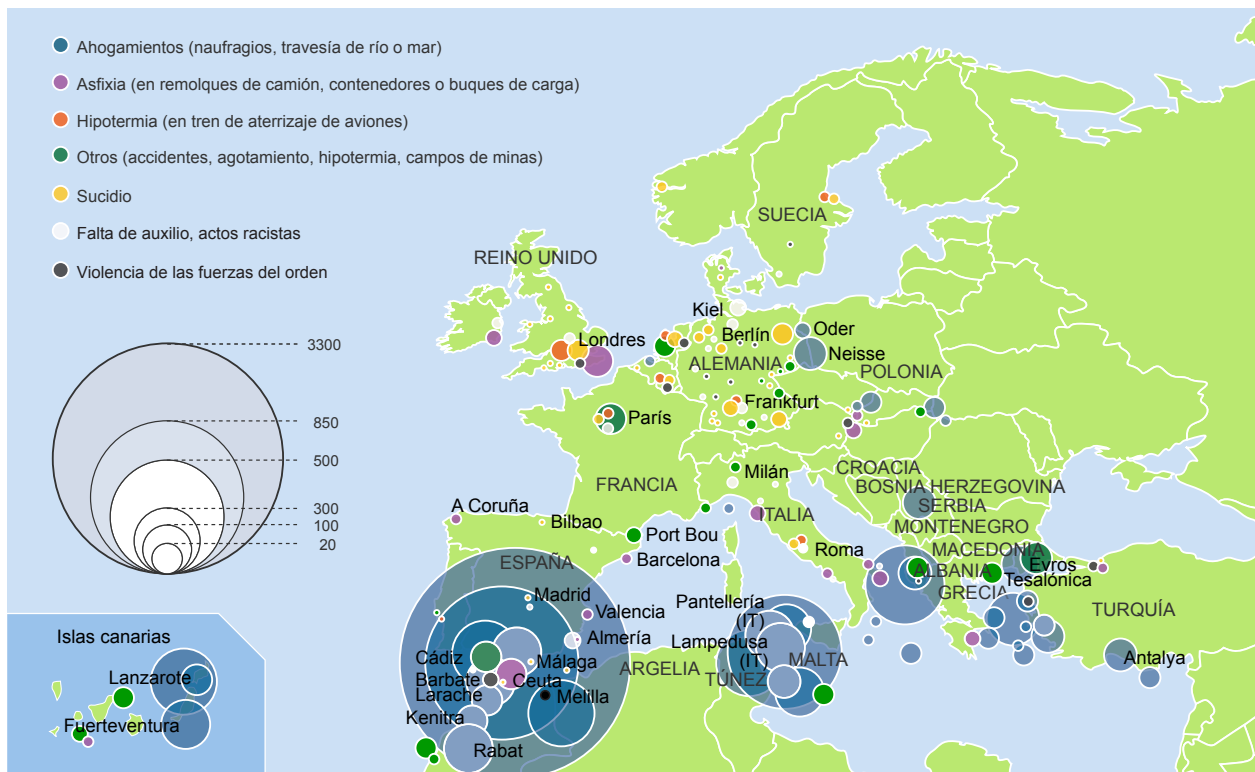 Ahogamientos (naufragios, travesía de río o mar)
Asfixia (en remolques de camión, contenedores o buques de carga)
Hipotermia (en tren de aterrizaje de aviones)
Otros (accidentes, agotamiento, hipotermia, campos de minas)
Sucidio
Falta de auxilio, actos racistas
Violencia de las fuerzas del orden
3300
850
500
300
100
20
SUECIA
REINO UNIDO
Kiel
Londres
Berlín
Oder
Neisse
ALEMANIA
POLONIA
París
Frankfurt
Milán
CROACIA
FRANCIA
BOSNIA HERZEGOVINA
SERBIA
A Coruña
Bilbao
ITALIA
MONTENEGRO
Port Bou
Roma
MACEDONIA
Barcelona
ESPAÑA
ALBANIA
Evros
Tesalónica
GRECIA
TURQUÍA
Madrid
Valencia
Pantellería
(IT)
Almería
Lampedusa
(IT)
Cádiz
Málaga
ARGELIA
MALTA
Barbate
Ceuta
TÚNEZ
Larache
Melilla
Antalya
Kenitra
Rabat
Islas canarias
Lanzarote
Fuerteventura